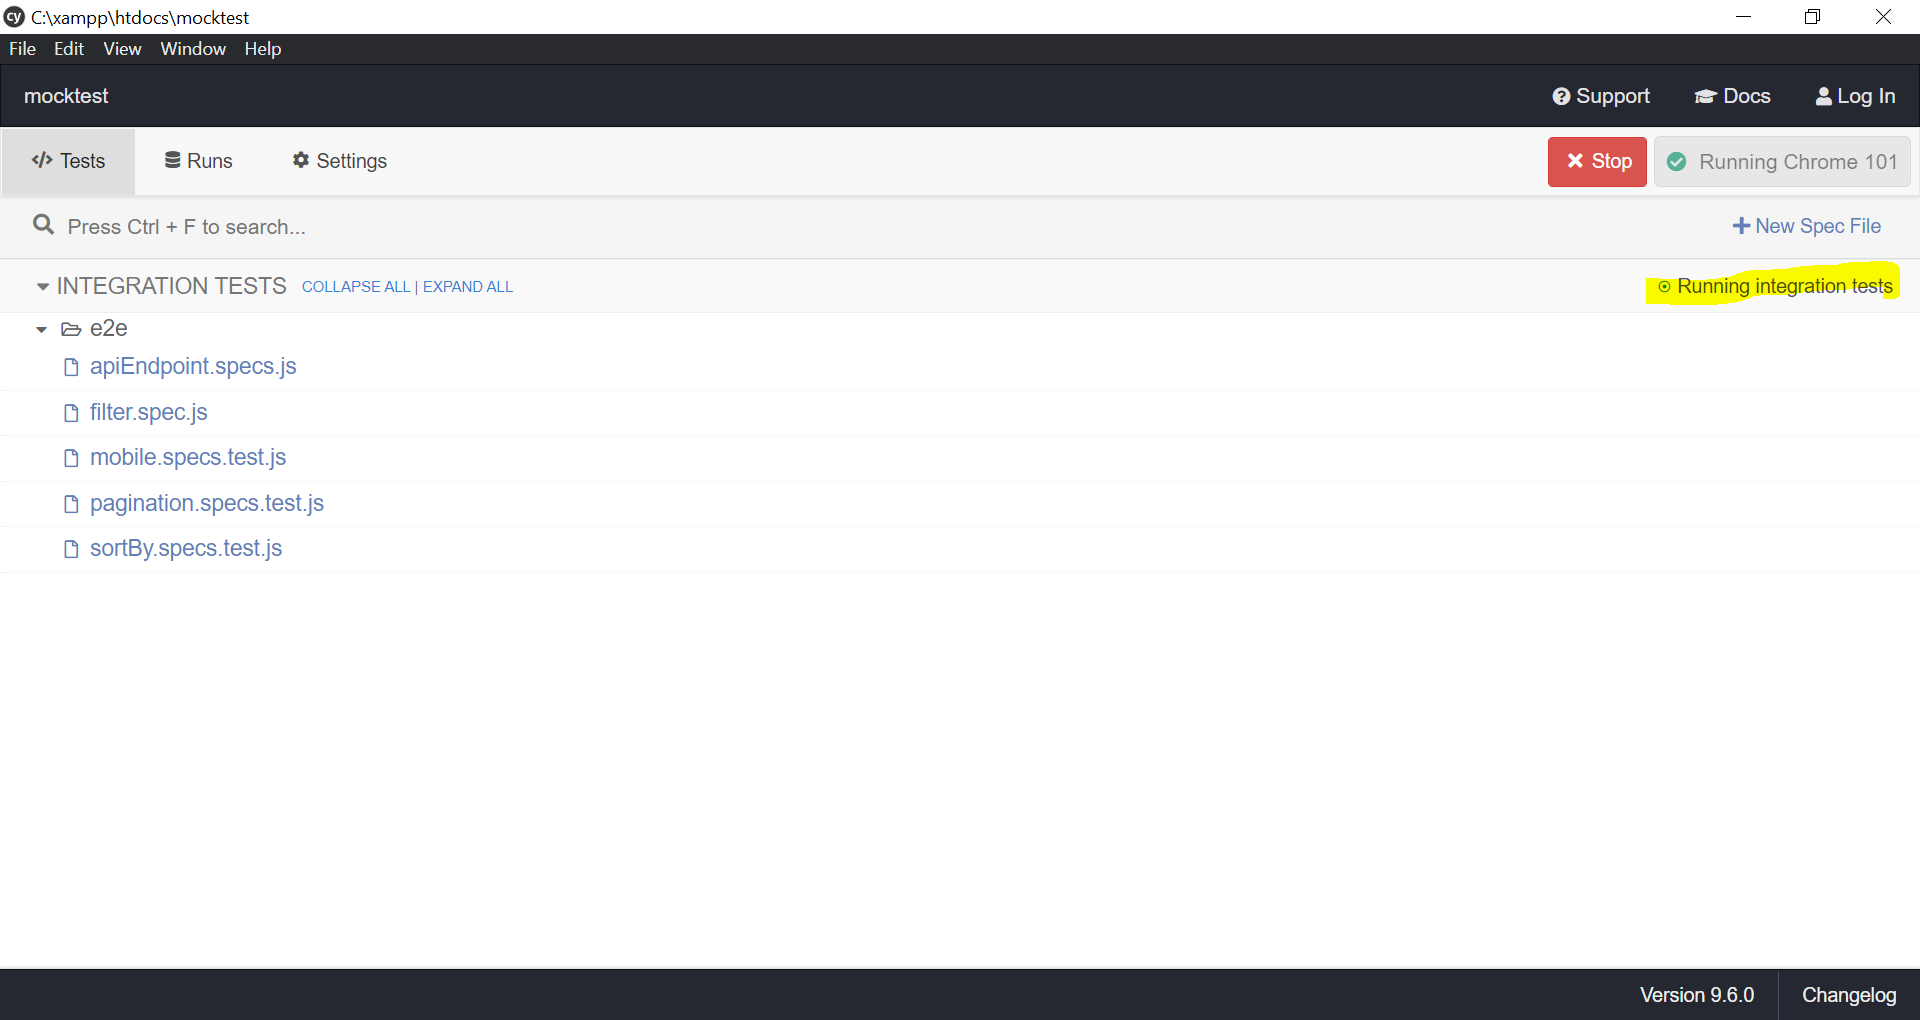 cy C:\xampp\htdocs\mocktest
File Edit View Window Help
mocktest Support Docs Log In
</> Tests Runs Settings Stop Running Chrome 101
Press Ctrl + F to search... + New Spec File
INTEGRATION TESTS COLLAPSE ALL | EXPAND ALL Running integration tests
e2e
apiEndpoint.specs.js
filter.spec.js
mobile.specs.test.js
pagination.specs.test.js
sortBy.specs.test.js
Version 9.6.0 Changelog